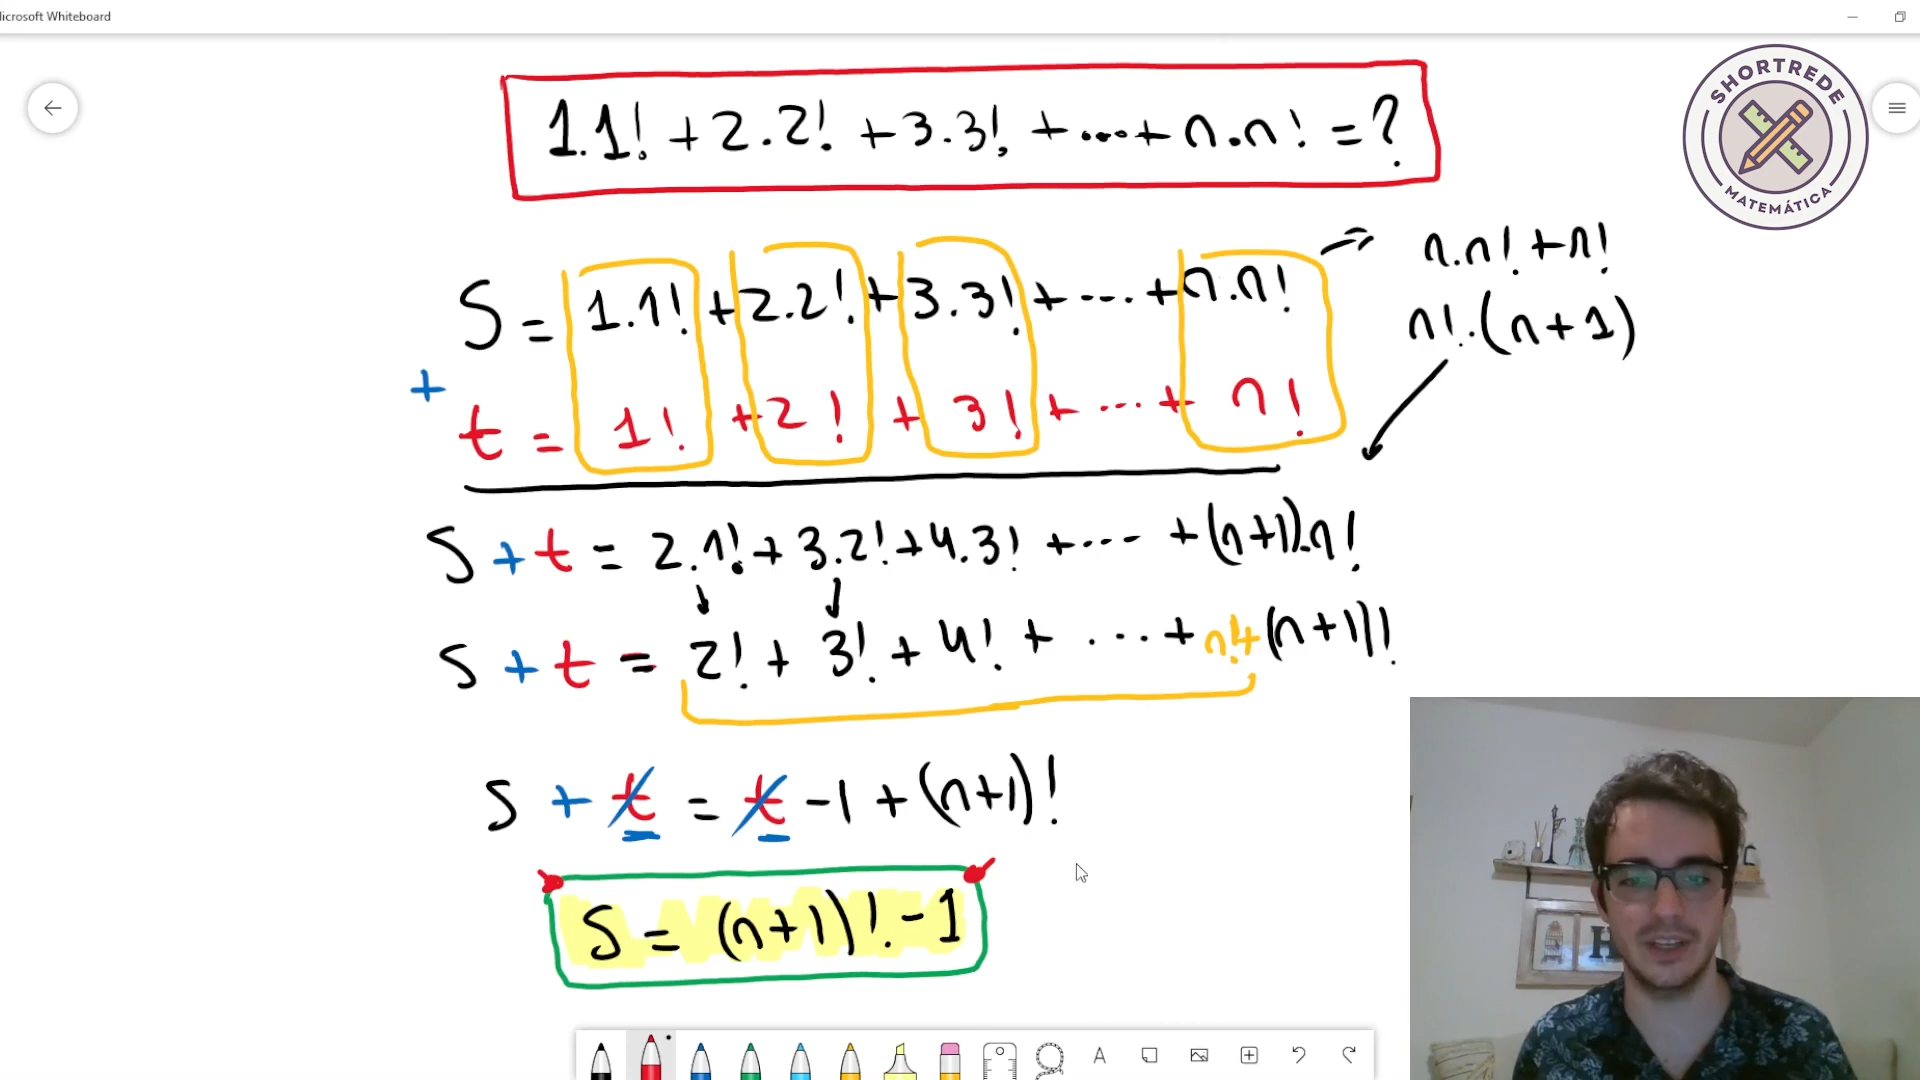 Microsoft Whiteboard
SHORTREDE
MATEMÁTICA
1.1! + 2.2! + 3.3! + ... + n.n! = ?
S = 1.1! + 2.2! + 3.3! + ... + n.n!
n.n! + n!
n!.(n+1)
+
t = 1! + 2! + 3! + ... + n!
S + t = 2.1! + 3.2! + 4.3! + ... + (n+1).n!
S + t = 2! + 3! + 4! + ... + n! + (n+1)!
S + t = t - 1 + (n+1)!
S = (n+1)! - 1
H
A